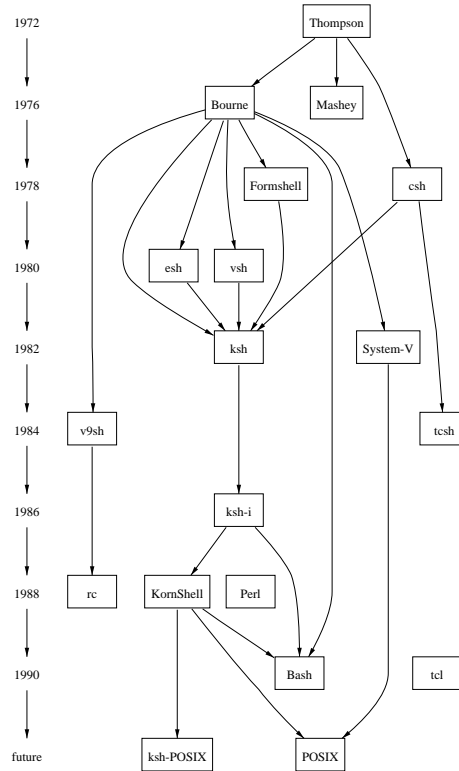 1972
Thompson
1976
Bourne
Mashey
1978
Formshell
csh
1980
esh
vsh
1982
ksh
System-V
1984
v9sh
tcsh
1986
ksh-i
1988
rc
KornShell
Perl
1990
Bash
tcl
future
ksh-POSIX
POSIX